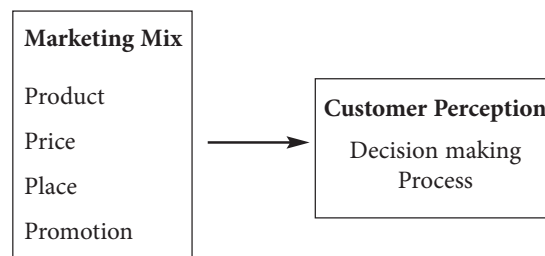 Marketing Mix
Product
Price
Place
Promotion
Customer Perception
Decision making
Process